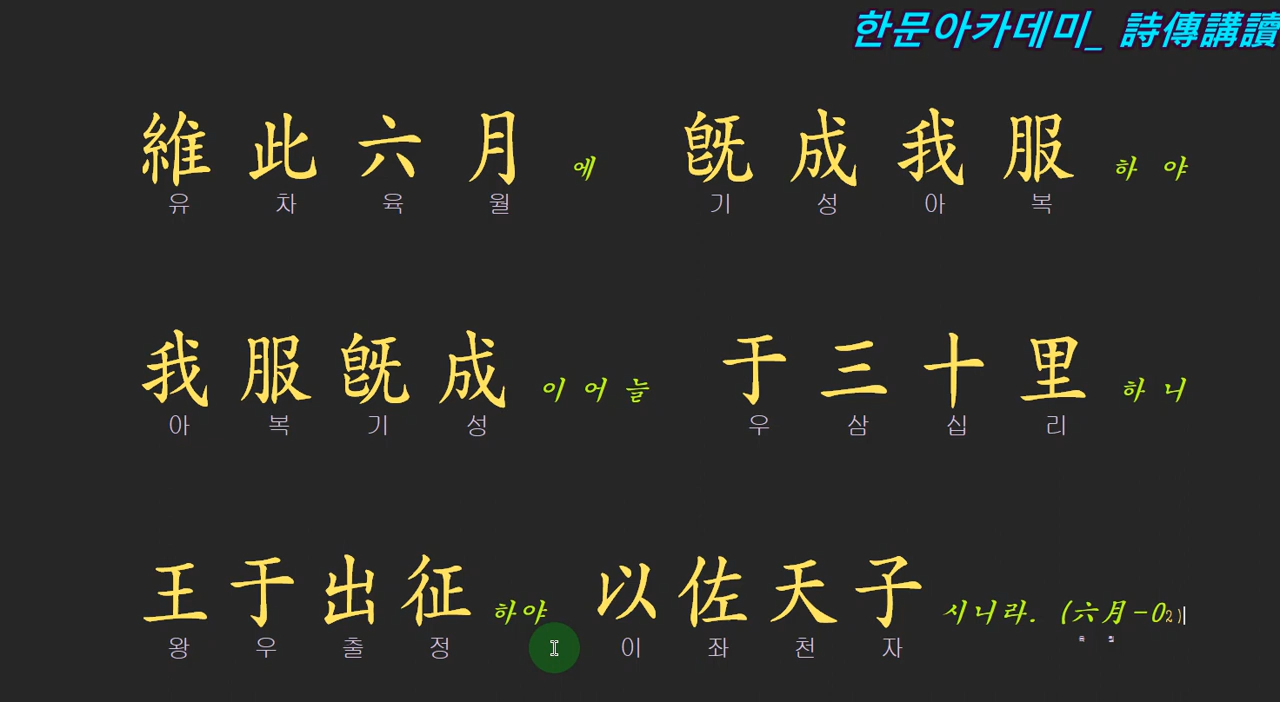 한문아카데미_ 詩傳講讀
維此六月에 旣成我服하야
유차육월 기성아복
我服旣成이어늘 于三十里하니
아복기성 우삼십리
王于出征하야 以佐天子시니라. (六月-02)
왕우출정 이좌천자 육월